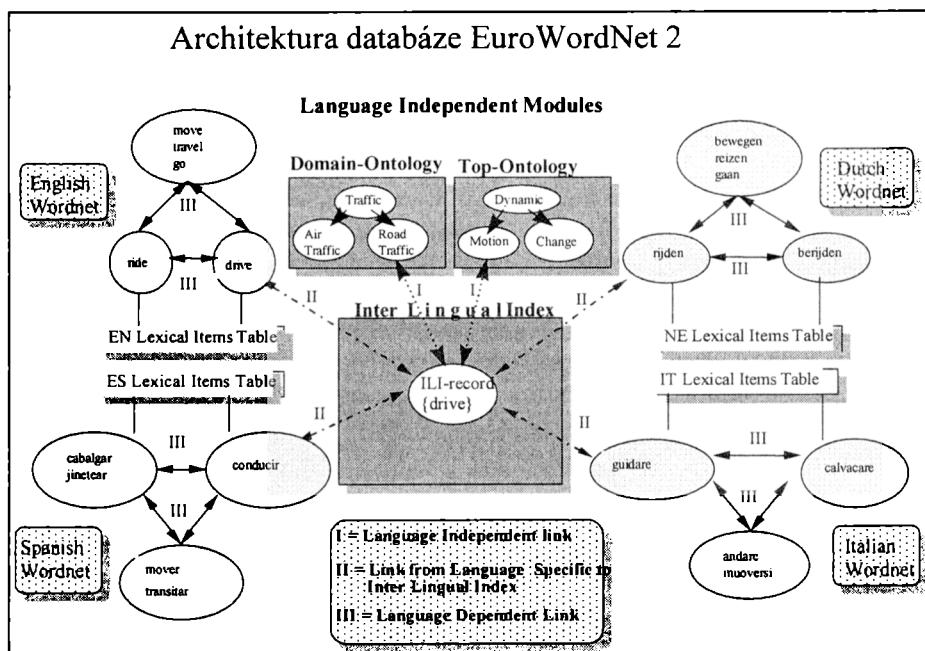 Architektura databáze EuroWordNet 2
Language Independent Modules
move
travel
go
English
Wordnet
III
ride
drive
III
EN Lexical Items Table
Domain-Ontology
Traffic
Air
Traffic
Road
Traffic
Top-Ontology
Dynamic
Motion
Change
bewegen
reizen
gaan
Dutch
Wordnet
III
rijden
berijden
III
NE Lexical Items Table
I
I
II
II
Inter Lingual Index
ILI-record
{drive}
II
II
ES Lexical Items Table
cabalgar
jinetear
III
conducir
III
Spanish
Wordnet
mover
transitar
IT Lexical Items Table
guidare
III
calvacare
III
andare
muoversi
Italian
Wordnet
I = Language Independent link
II = Link from Language Specific to
Inter Lingual Index
III = Language Dependent Link